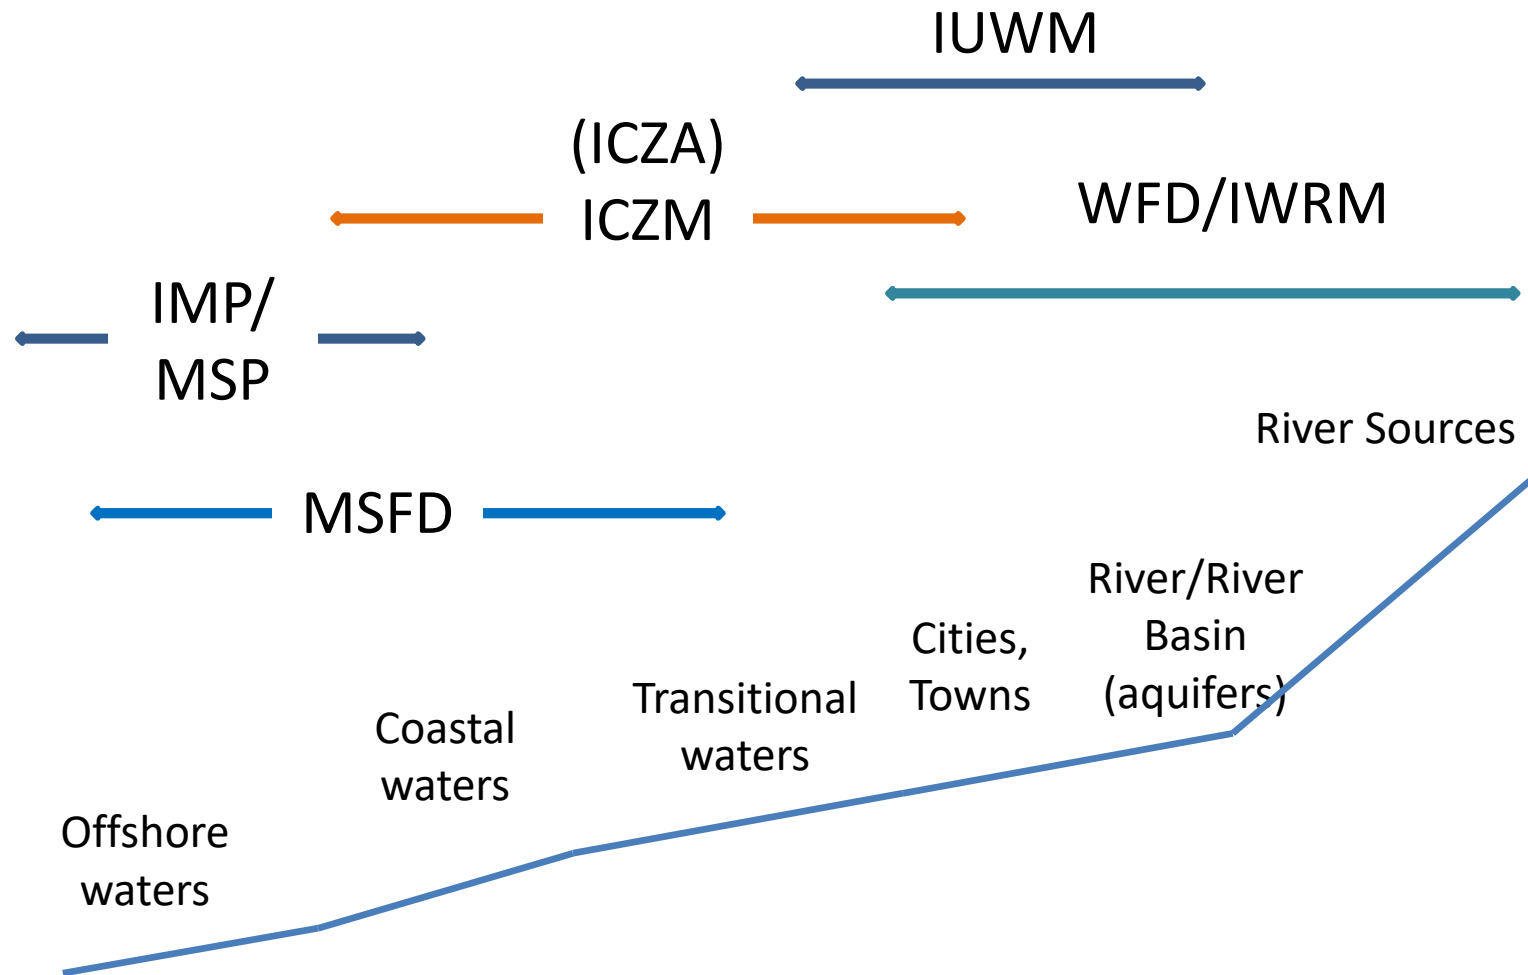 IUWM
(ICZA)
ICZM
WFD/IWRM
IMP/
MSP
River Sources
MSFD
River/River
Basin
(aquifers)
Cities,
Towns
Transitional
waters
Coastal
waters
Offshore
waters